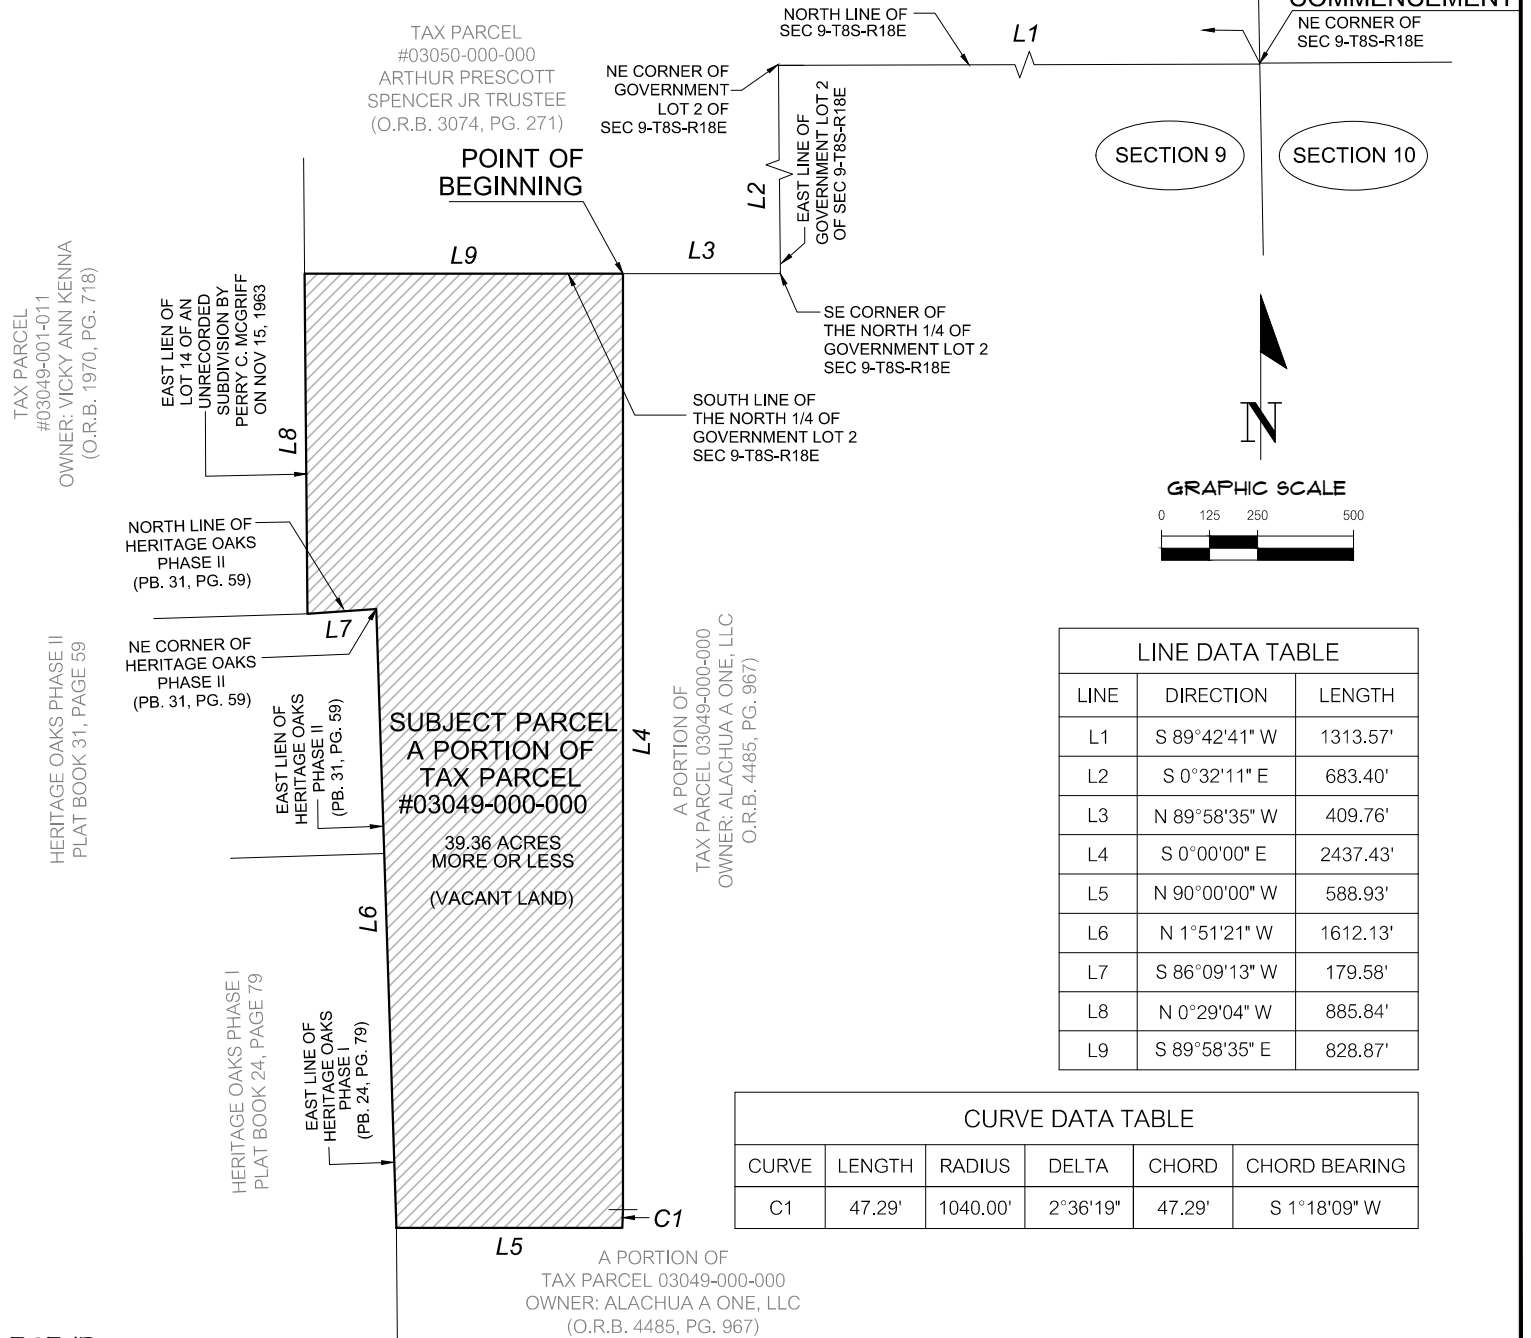 COMMENCEMENT
NE CORNER OF
SEC 9-T8S-R18E
NORTH LINE OF
SEC 9-T8S-R18E
L1
TAX PARCEL
#03050-000-000
ARTHUR PRESCOTT
SPENCER JR TRUSTEE
(O.R.B. 3074, PG. 271)
NE CORNER OF
GOVERNMENT
LOT 2 OF
SEC 9-T8S-R18E
L2
EAST LINE OF
GOVERNMENT LOT 2
OF SEC 9-T8S-R18E
SECTION 9
SECTION 10
POINT OF
BEGINNING
L9
L3
TAX PARCEL
#03049-001-011
OWNER: VICKY ANN KENNA
(O.R.B. 1970, PG. 718)
EAST LIEN OF
LOT 14 OF AN
UNRECORDED
SUBDIVISION BY
PERRY C. MCGRIFF
ON NOV 15, 1963
L8
SE CORNER OF
THE NORTH 1/4 OF
GOVERNMENT LOT 2
SEC 9-T8S-R18E
SOUTH LINE OF
THE NORTH 1/4 OF
GOVERNMENT LOT 2
SEC 9-T8S-R18E
N
GRAPHIC SCALE
0 125 250 500
NORTH LINE OF
HERITAGE OAKS
PHASE II
(PB. 31, PG. 59)
L7
NE CORNER OF
HERITAGE OAKS
PHASE II
(PB. 31, PG. 59)
HERITAGE OAKS PHASE II
PLAT BOOK 31, PAGE 59
EAST LIEN OF
HERITAGE OAKS
PHASE II
(PB. 31, PG. 59)
SUBJECT PARCEL
A PORTION OF
TAX PARCEL
#03049-000-000
39.36 ACRES
MORE OR LESS
(VACANT LAND)
L4
A PORTION OF
TAX PARCEL 03049-000-000
OWNER: ALACHUA A ONE, LLC
O.R.B. 4485, PG. 967)
L6
HERITAGE OAKS PHASE I
PLAT BOOK 24, PAGE 79
EAST LINE OF
HERITAGE OAKS
PHASE I
(PB. 24, PG. 79)
C1
L5
A PORTION OF
TAX PARCEL 03049-000-000
OWNER: ALACHUA A ONE, LLC
(O.R.B. 4485, PG. 967)
LINE DATA TABLE
LINE DIRECTION LENGTH
L1 S 89°42'41" W 1313.57'
L2 S 0°32'11" E 683.40'
L3 N 89°58'35" W 409.76'
L4 S 0°00'00" E 2437.43'
L5 N 90°00'00" W 588.93'
L6 N 1°51'21" W 1612.13'
L7 S 86°09'13" W 179.58'
L8 N 0°29'04" W 885.84'
L9 S 89°58'35" E 828.87'
CURVE DATA TABLE
CURVE LENGTH RADIUS DELTA CHORD CHORD BEARING
C1 47.29' 1040.00' 2°36'19" 47.29' S 1°18'09" W